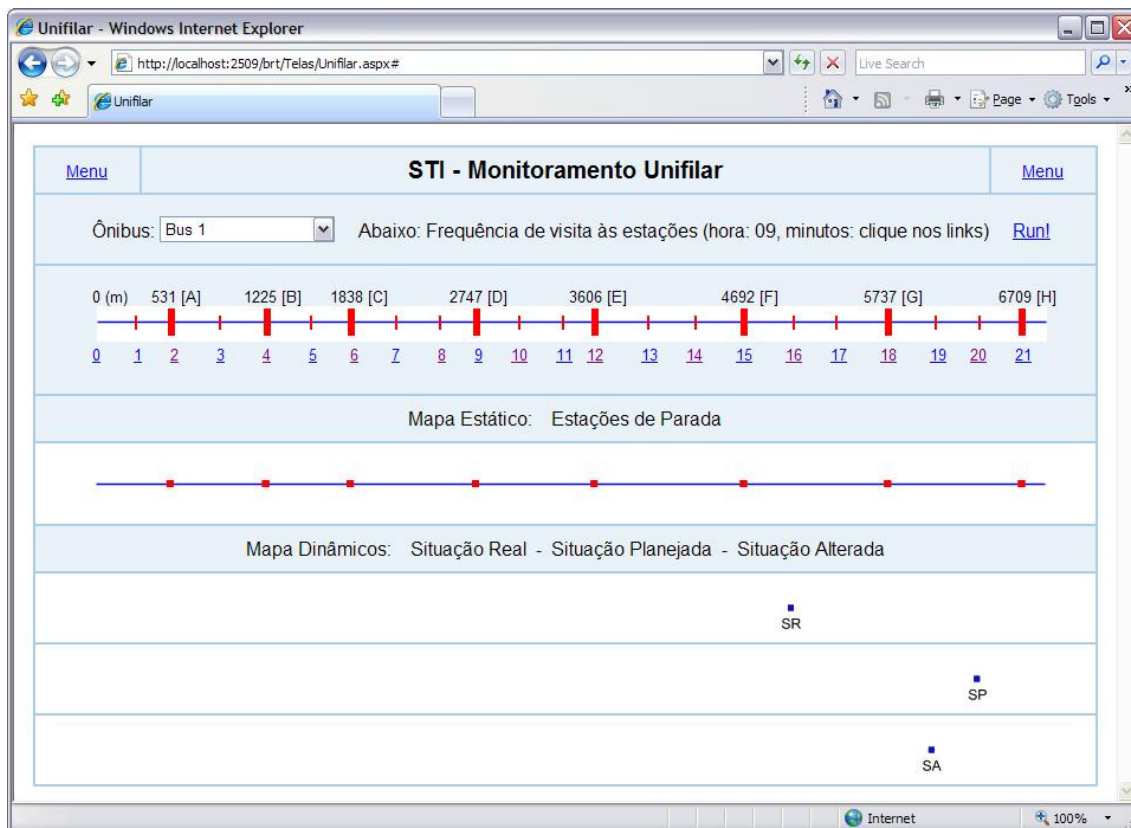 Unifilar - Windows Internet Explorer
http://localhost:2509/brt/Telas/Unifilar.aspx#
Live Search
Unifilar
Page
Tools
»
Menu
STI - Monitoramento Unifilar
Menu
Ônibus: Bus 1 Abaixo: Frequência de visita às estações (hora: 09, minutos: clique nos links) Run!
0 (m) 531 [A] 1225 [B] 1838 [C] 2747 [D] 3606 [E] 4692 [F] 5737 [G] 6709 [H]
0 1 2 3 4 5 6 7 8 9 10 11 12 13 14 15 16 17 18 19 20 21
Mapa Estático: Estações de Parada
Mapa Dinâmicos: Situação Real - Situação Planejada - Situação Alterada
SR
SP
SA
Internet
100%